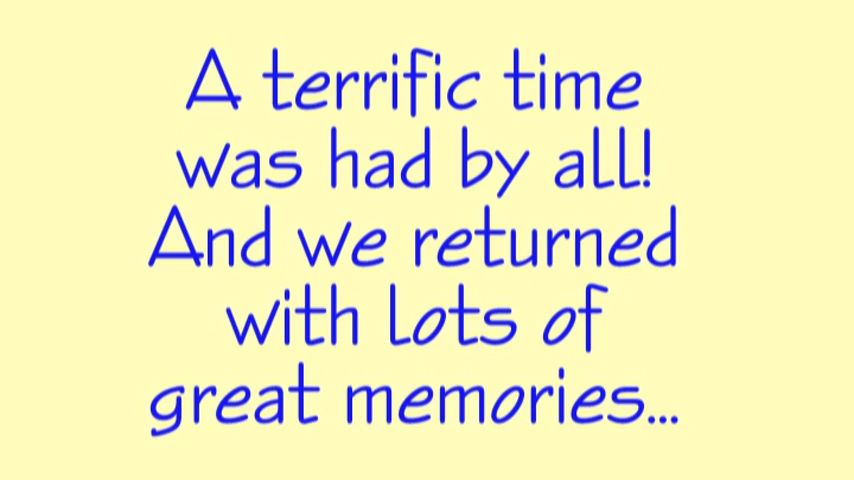 A terrific time
was had by all!
And we returned
with lots of
great memories...